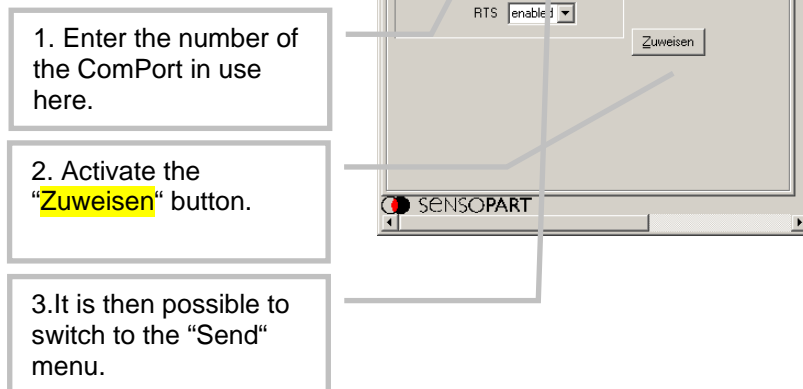 RTS enabled
Zuweisen
SENSOPART
1. Enter the number of
the ComPort in use
here.
2. Activate the
“Zuweisen“ button.
3.It is then possible to
switch to the “Send“
menu.